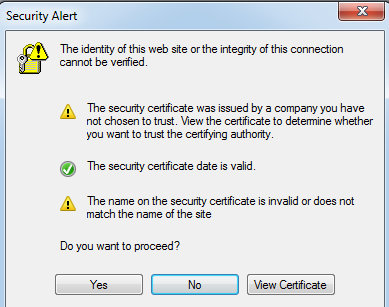 Security Alert
The identity of this web site or the integrity of this connection
cannot be verified.
The security certificate was issued by a company you have
not chosen to trust. View the certificate to determine whether
you want to trust the certifying authority.
The security certificate date is valid.
The name on the security certificate is invalid or does not
match the name of the site
Do you want to proceed?
Yes
No
View Certificate